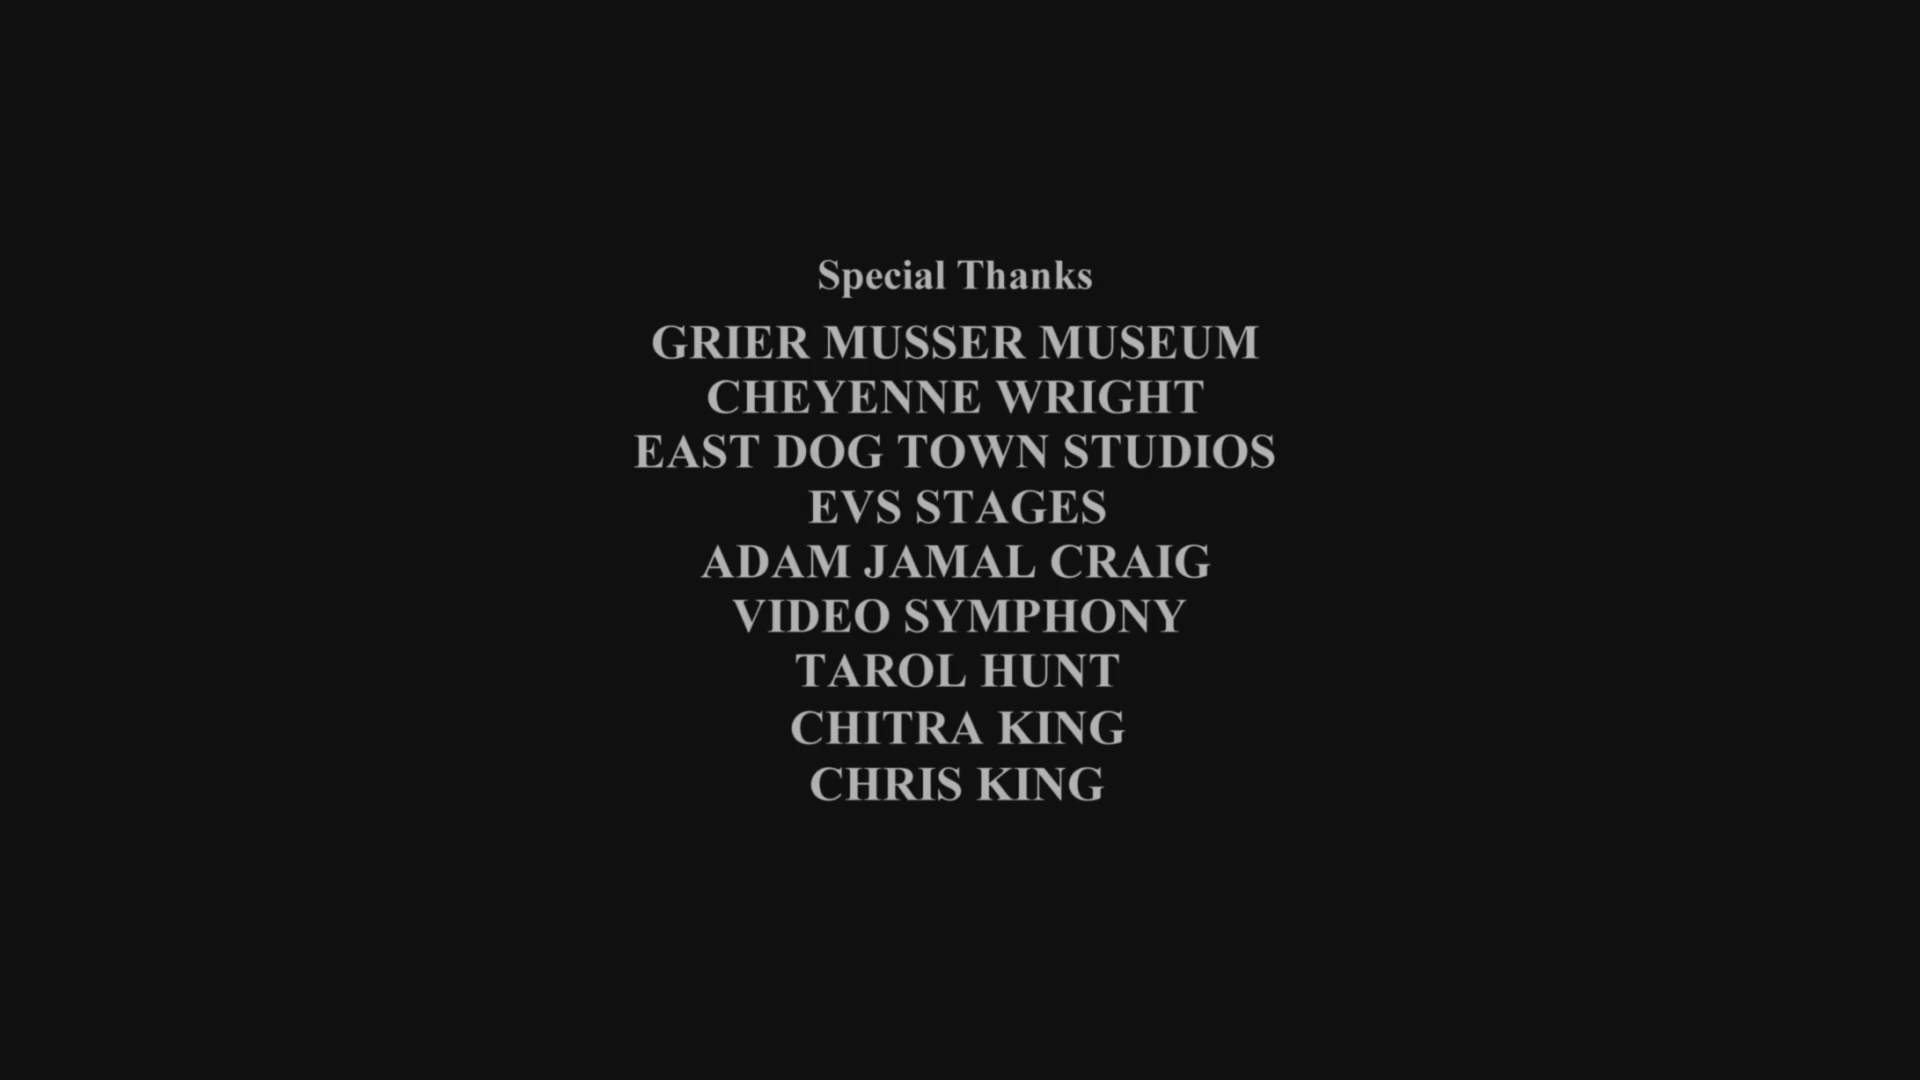 Special Thanks
GRIER MUSSER MUSEUM
CHEYENNE WRIGHT
EAST DOG TOWN STUDIOS
EVS STAGES
ADAM JAMAL CRAIG
VIDEO SYMPHONY
TAROL HUNT
CHITRA KING
CHRIS KING